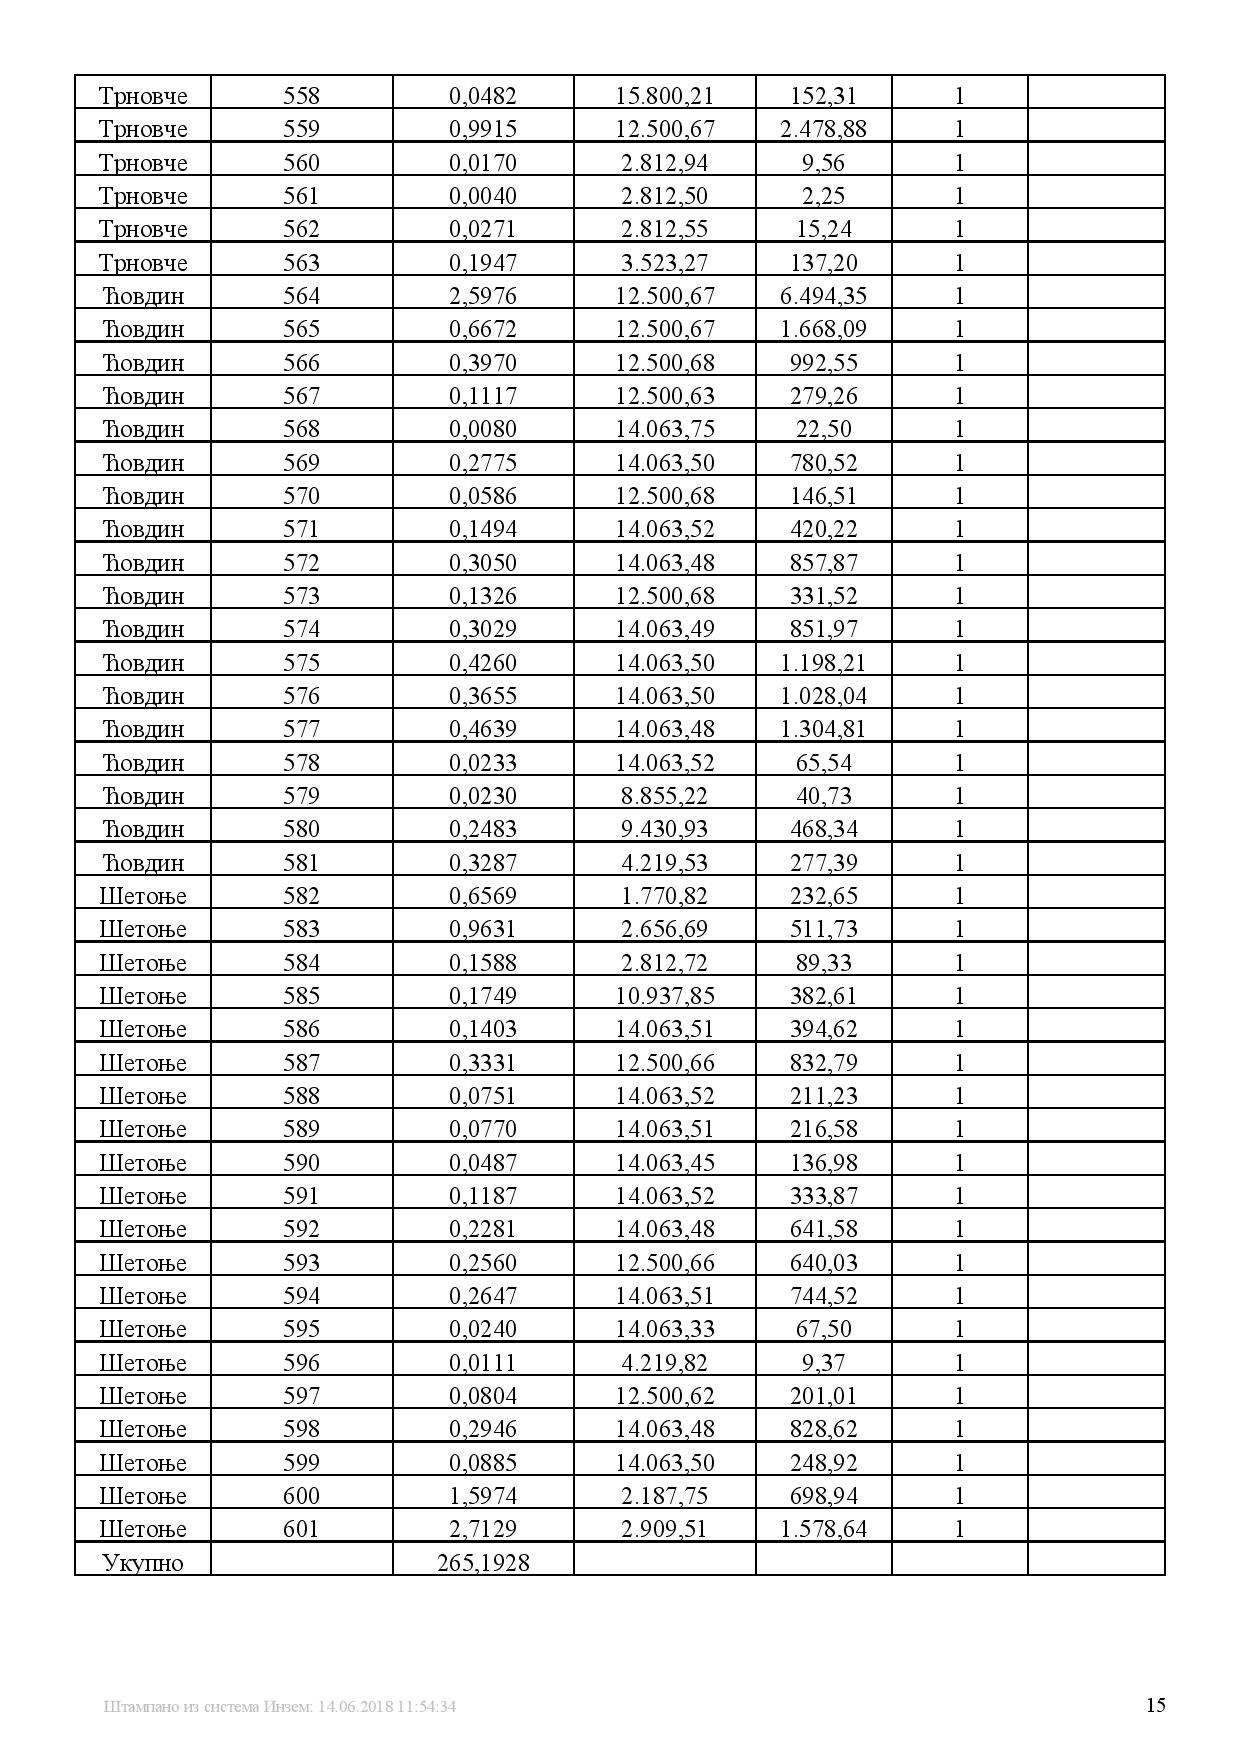 Трновче 558 0,0482 15.800,21 152,31 1
Трновче 559 0,9915 12.500,67 2.478,88 1
Трновче 560 0,0170 2.812,94 9,56 1
Трновче 561 0,0040 2.812,50 2,25 1
Трновче 562 0,0271 2.812,55 15,24 1
Трновче 563 0,1947 3.523,27 137,20 1
Ћовдин 564 2,5976 12.500,67 6.494,35 1
Ћовдин 565 0,6672 12.500,67 1.668,09 1
Ћовдин 566 0,3970 12.500,68 992,55 1
Ћовдин 567 0,1117 12.500,63 279,26 1
Ћовдин 568 0,0080 14.063,75 22,50 1
Ћовдин 569 0,2775 14.063,50 780,52 1
Ћовдин 570 0,0586 12.500,68 146,51 1
Ћовдин 571 0,1494 14.063,52 420,22 1
Ћовдин 572 0,3050 14.063,48 857,87 1
Ћовдин 573 0,1326 12.500,68 331,52 1
Ћовдин 574 0,3029 14.063,49 851,97 1
Ћовдин 575 0,4260 14.063,50 1.198,21 1
Ћовдин 576 0,3655 14.063,50 1.028,04 1
Ћовдин 577 0,4639 14.063,48 1.304,81 1
Ћовдин 578 0,0233 14.063,52 65,54 1
Ћовдин 579 0,0230 8.855,22 40,73 1
Ћовдин 580 0,2483 9.430,93 468,34 1
Ћовдин 581 0,3287 4.219,53 277,39 1
Шетоње 582 0,6569 1.770,82 232,65 1
Шетоње 583 0,9631 2.656,69 511,73 1
Шетоње 584 0,1588 2.812,72 89,33 1
Шетоње 585 0,1749 10.937,85 382,61 1
Шетоње 586 0,1403 14.063,51 394,62 1
Шетоње 587 0,3331 12.500,66 832,79 1
Шетоње 588 0,0751 14.063,52 211,23 1
Шетоње 589 0,0770 14.063,51 216,58 1
Шетоње 590 0,0487 14.063,45 136,98 1
Шетоње 591 0,1187 14.063,52 333,87 1
Шетоње 592 0,2281 14.063,48 641,58 1
Шетоње 593 0,2560 12.500,66 640,03 1
Шетоње 594 0,2647 14.063,51 744,52 1
Шетоње 595 0,0240 14.063,33 67,50 1
Шетоње 596 0,0111 4.219,82 9,37 1
Шетоње 597 0,0804 12.500,62 201,01 1
Шетоње 598 0,2946 14.063,48 828,62 1
Шетоње 599 0,0885 14.063,50 248,92 1
Шетоње 600 1,5974 2.187,75 698,94 1
Шетоње 601 2,7129 2.909,51 1.578,64 1
Укупно 265,1928
Штампано из система Инзем: 14.06.2018 11:54:34 15